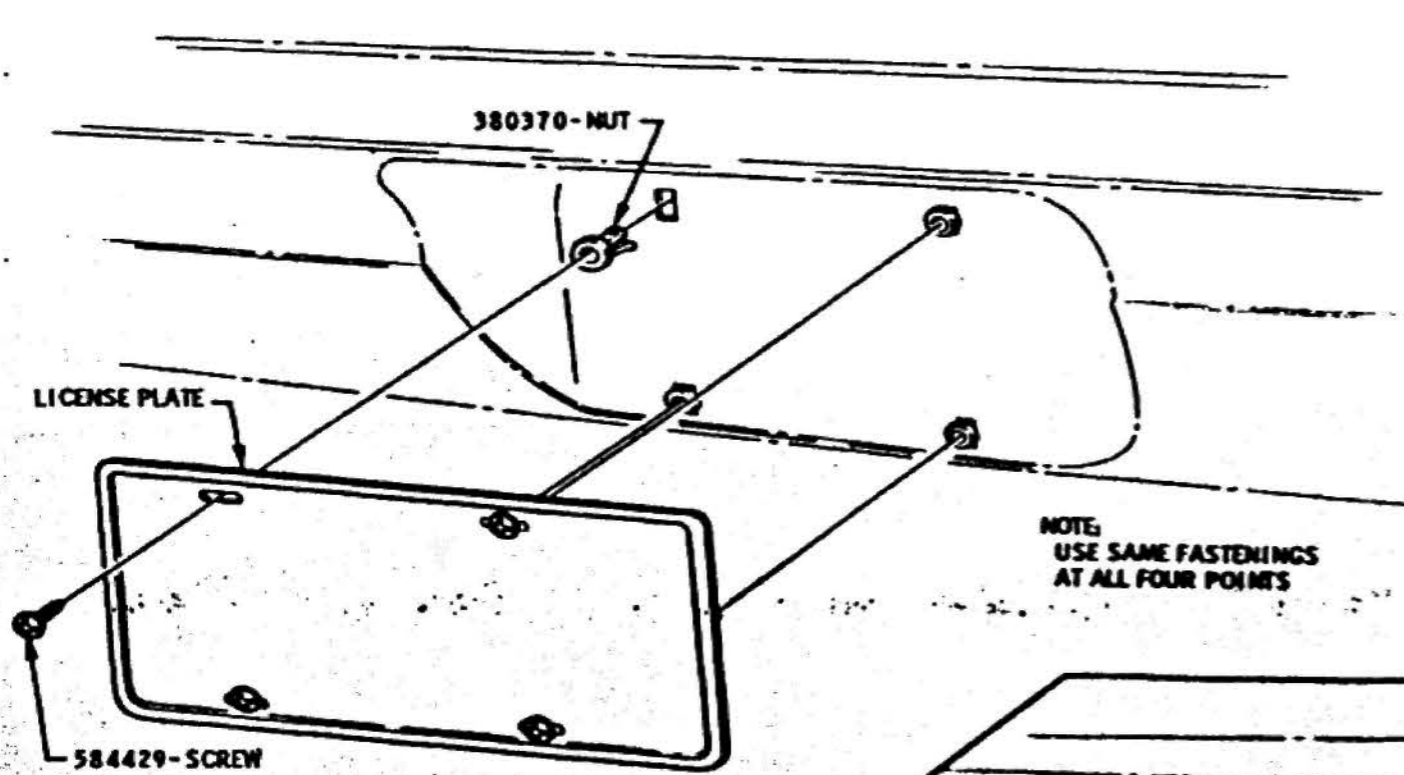 380370-NUT
LICENSE PLATE
NOTE:
USE SAME FASTENINGS
AT ALL FOUR POINTS
584429-SCREW